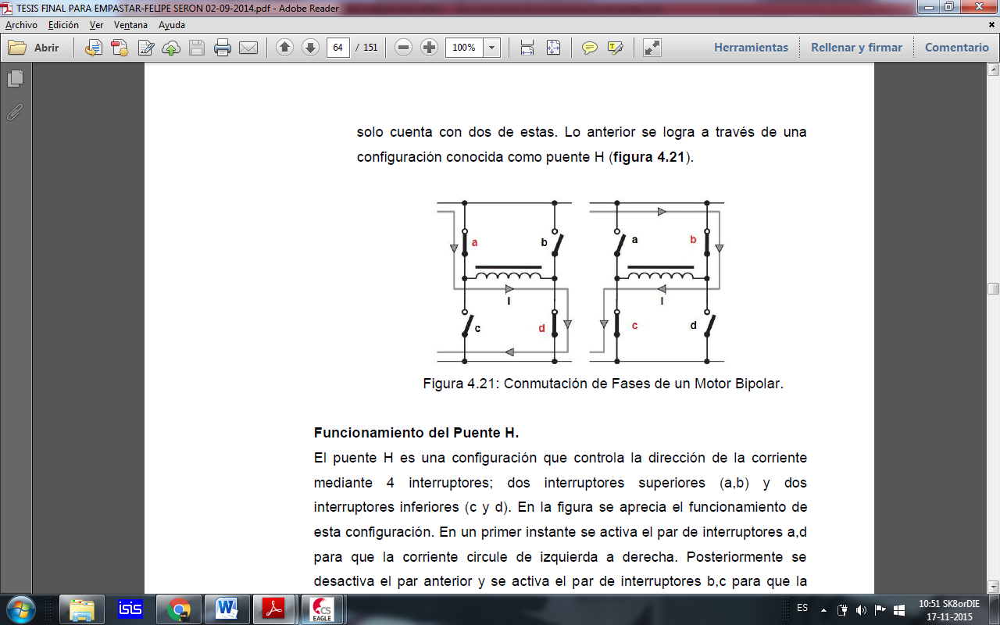 TESIS FINAL PARA EMPASTAR-FELIPE SERON 02-09-2014.pdf - Adobe Reader
Archivo Edición Ver Ventana Ayuda
Abrir 64 / 151 100% Herramientas Rellenar y firmar Comentario
solo cuenta con dos de estas. Lo anterior se logra a través de una
configuración conocida como puente H (figura 4.21).
a b a b
I I
c d c d
Figura 4.21: Conmutación de Fases de un Motor Bipolar.
Funcionamiento del Puente H.
El puente H es una configuración que controla la dirección de la corriente
mediante 4 interruptores; dos interruptores superiores (a,b) y dos
interruptores inferiores (c y d). En la figura se aprecia el funcionamiento de
esta configuración. En un primer instante se activa el par de interruptores a,d
para que la corriente circule de izquierda a derecha. Posteriormente se
desactiva el par anterior y se activa el par de interruptores b,c para que la
isis CS EAGLE ES 10:51 SK8orDIE
17-11-2015